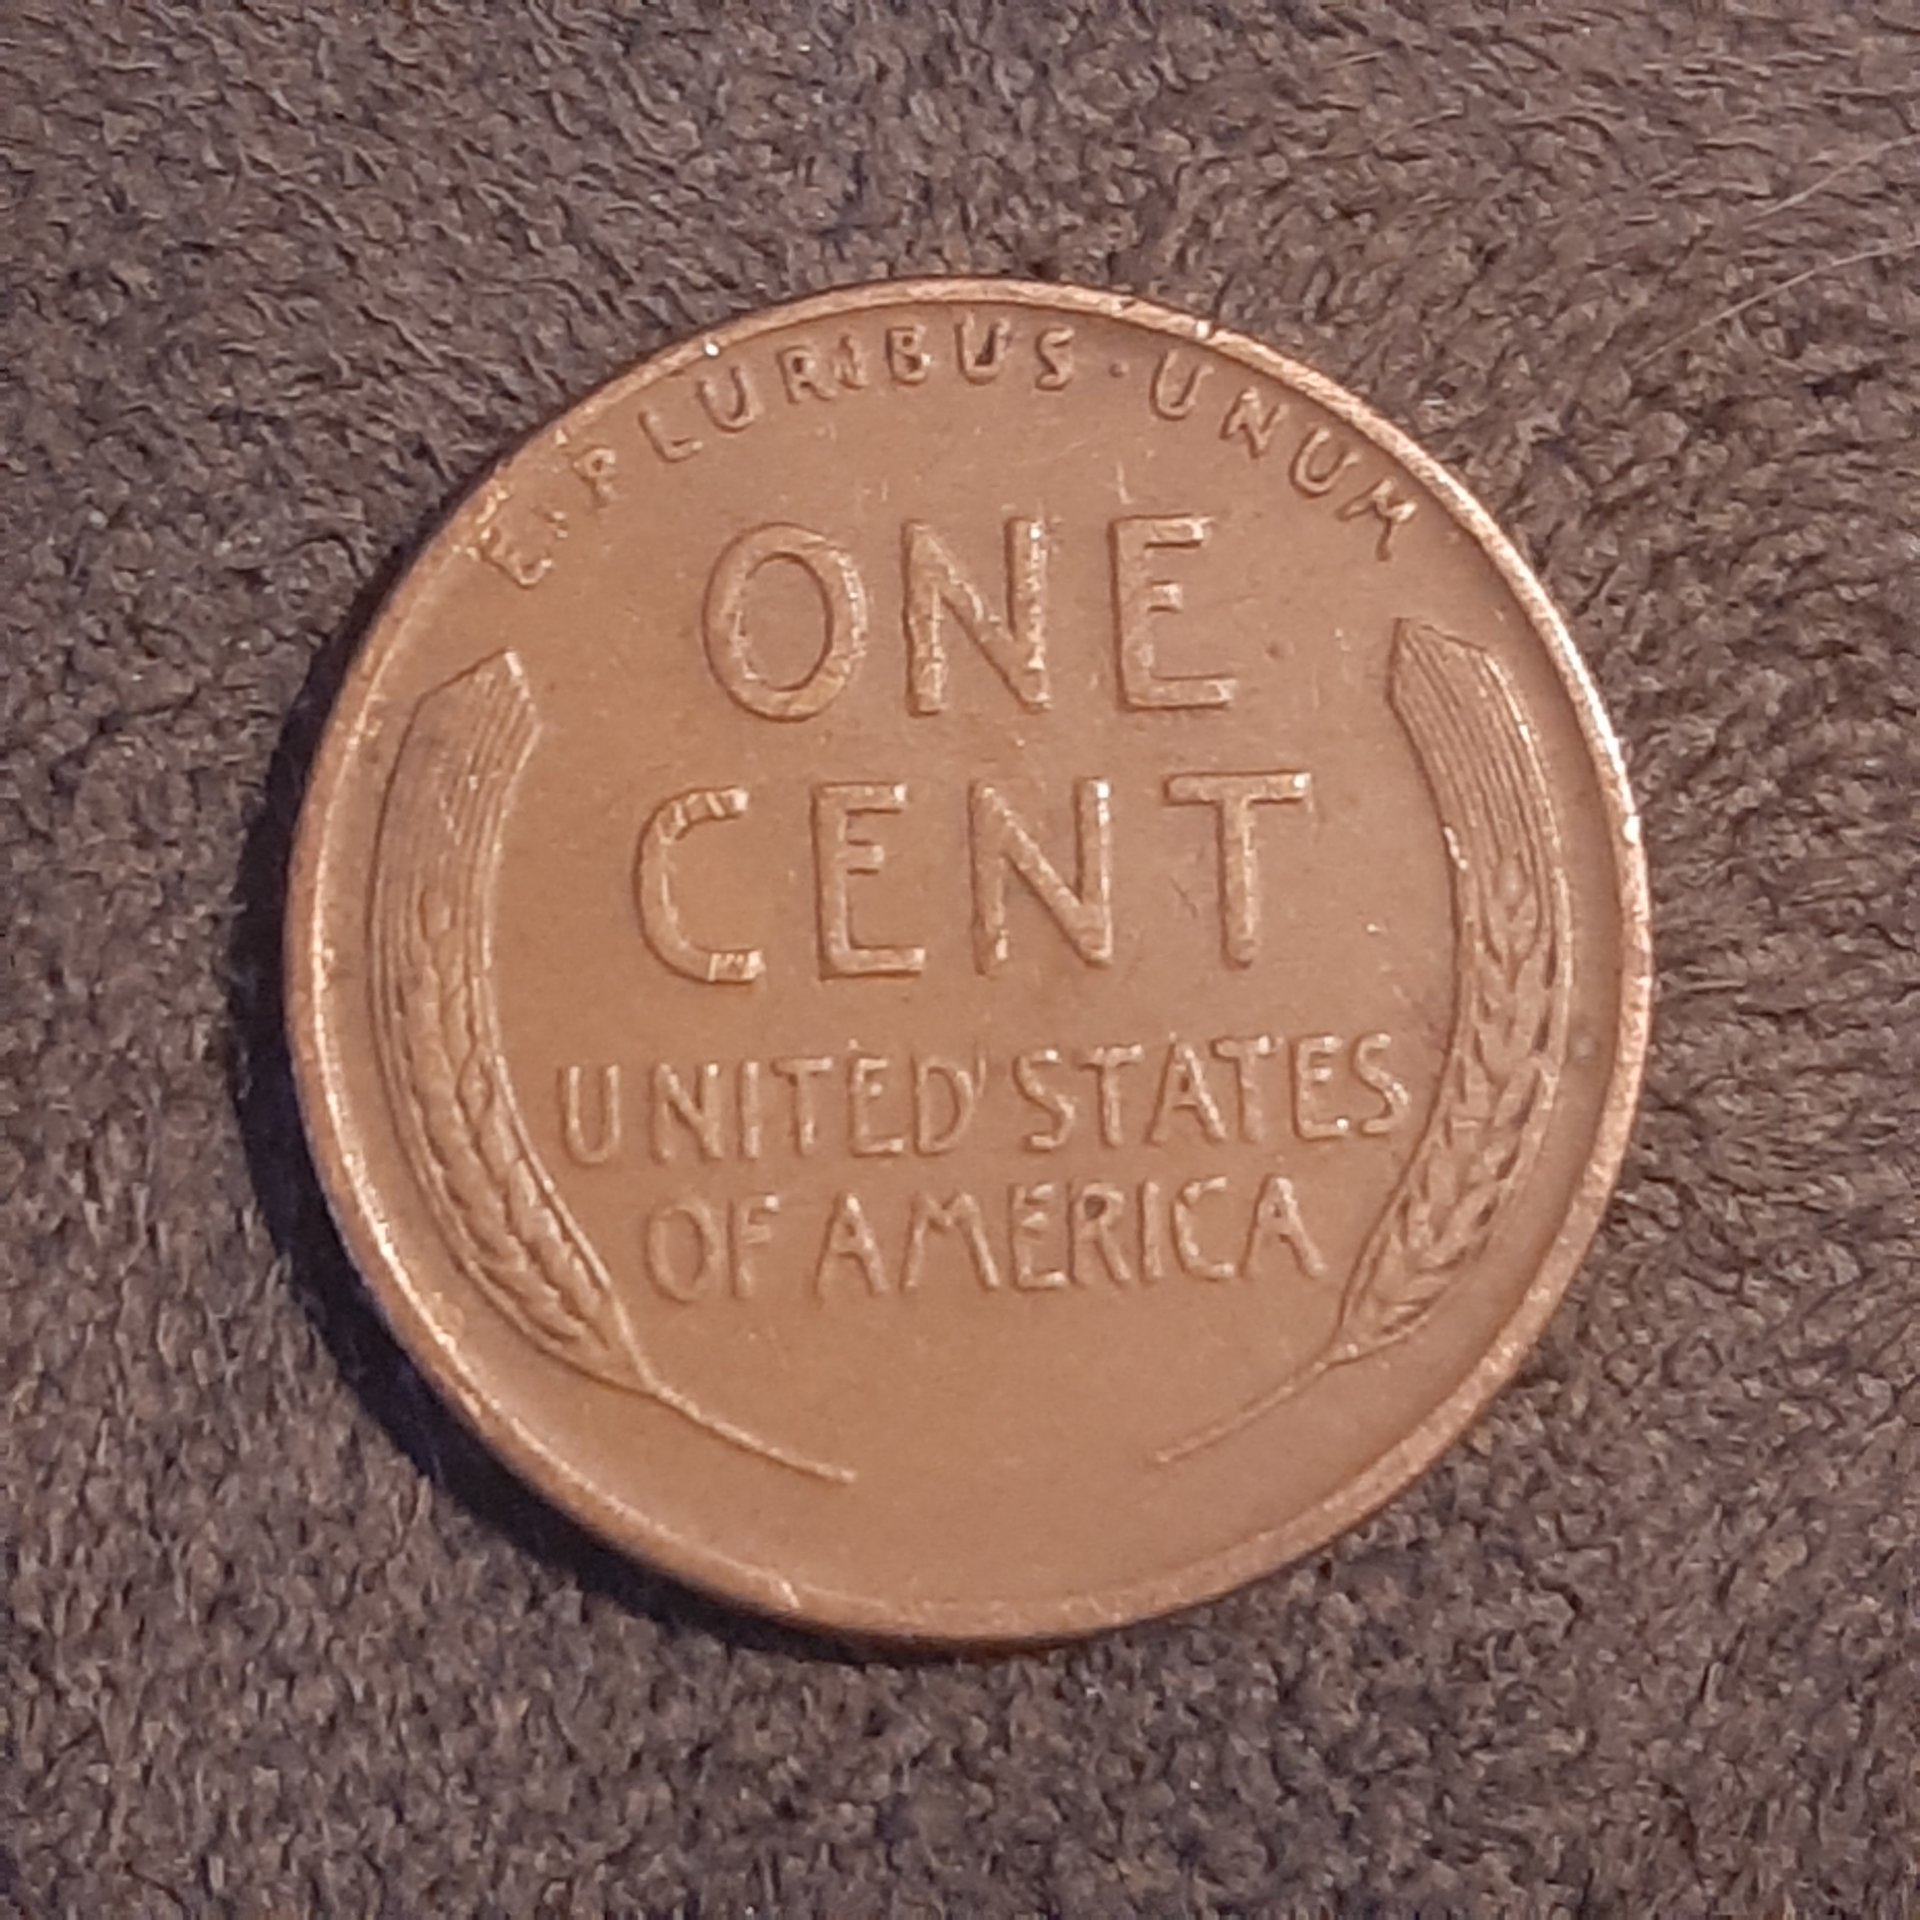 E·PLURIBUS·UNUM
ONE
CENT
UNITED STATES
OF AMERICA